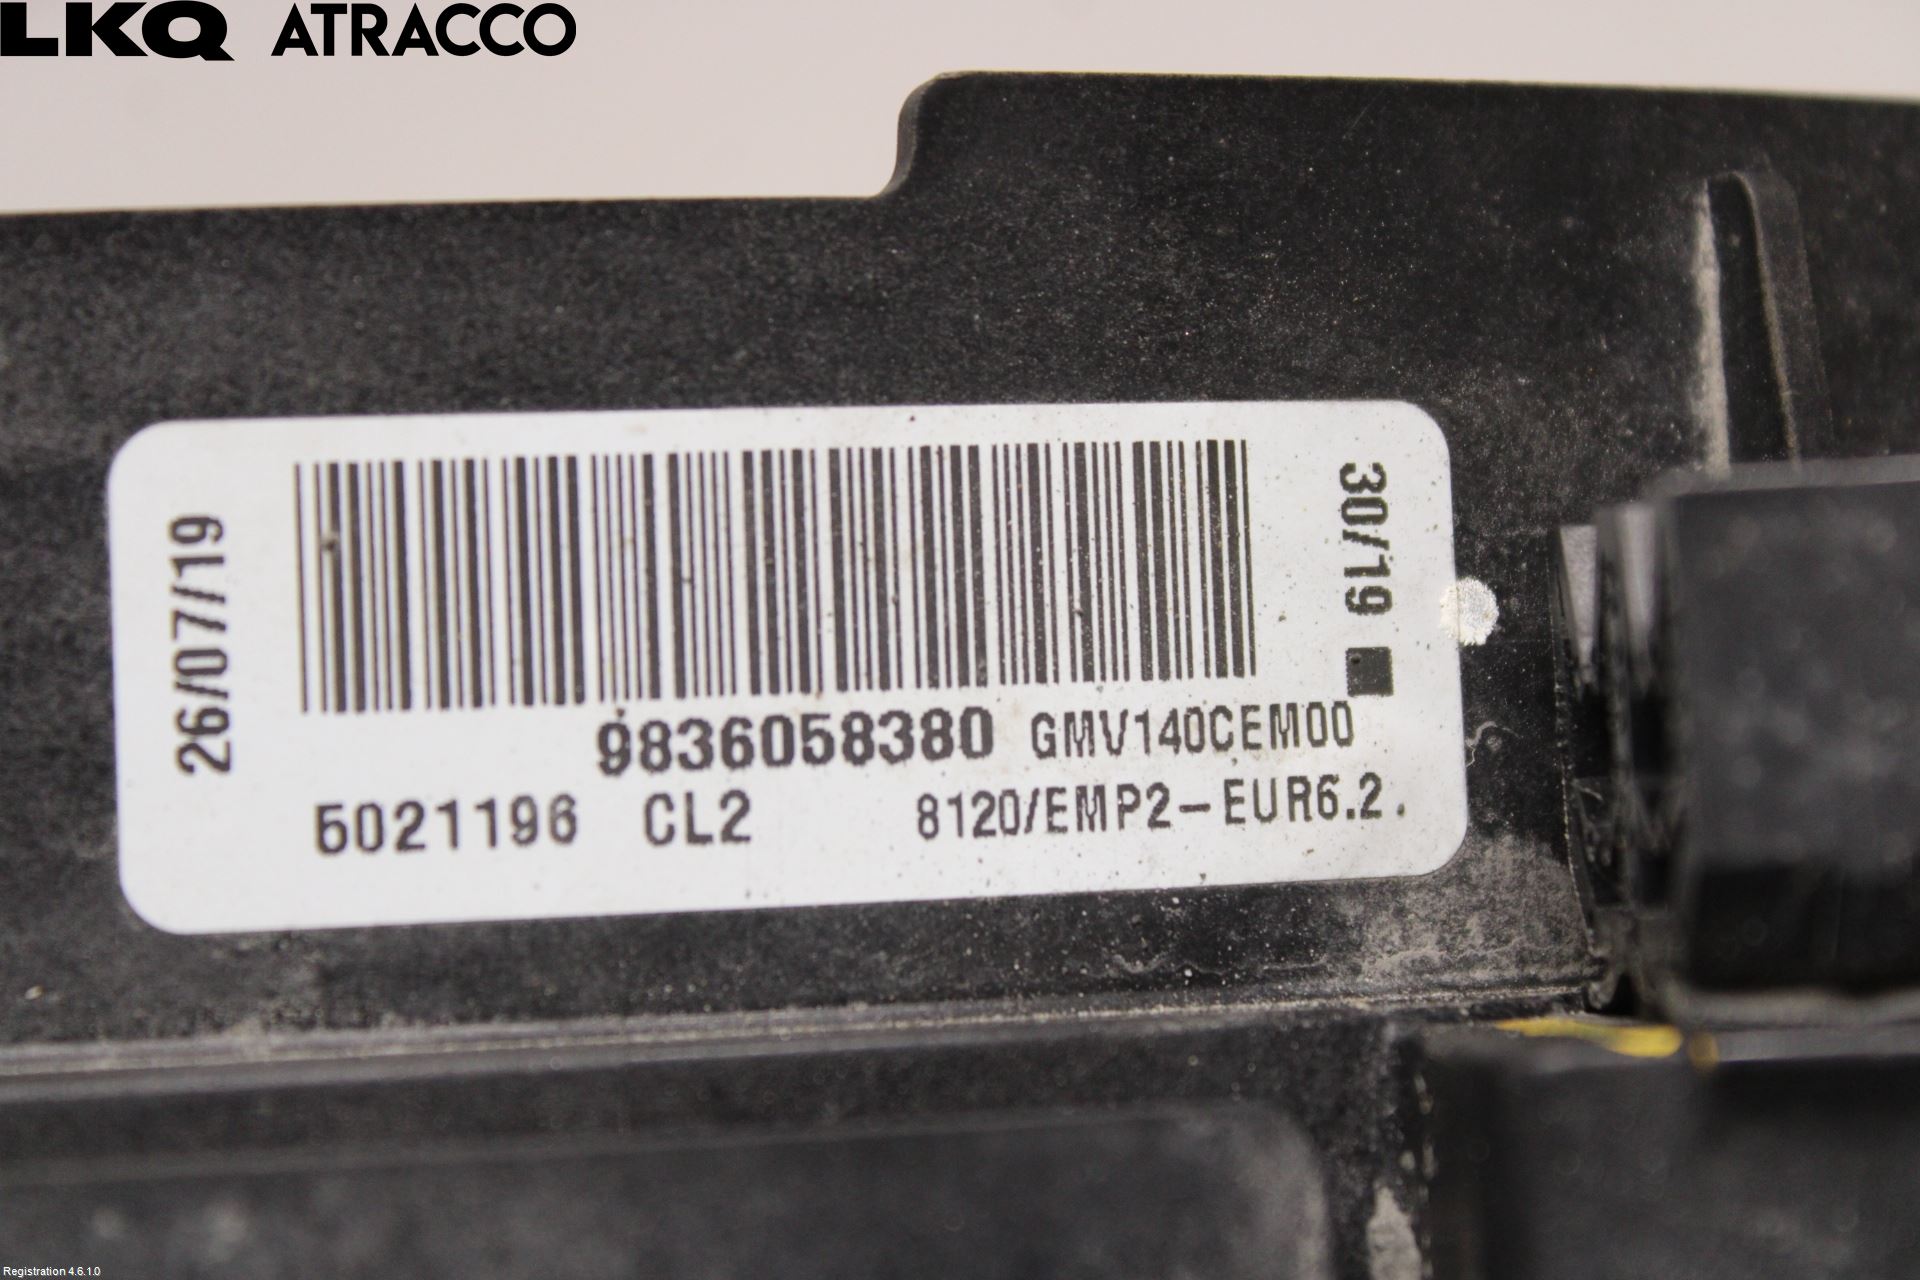 LKQ ATRACCO
26/07/19
30/19
9836058380 GMV140CEM00
5021196 CL2 8120/EMP2-EUR6.2.
Registration 4.6.1.0